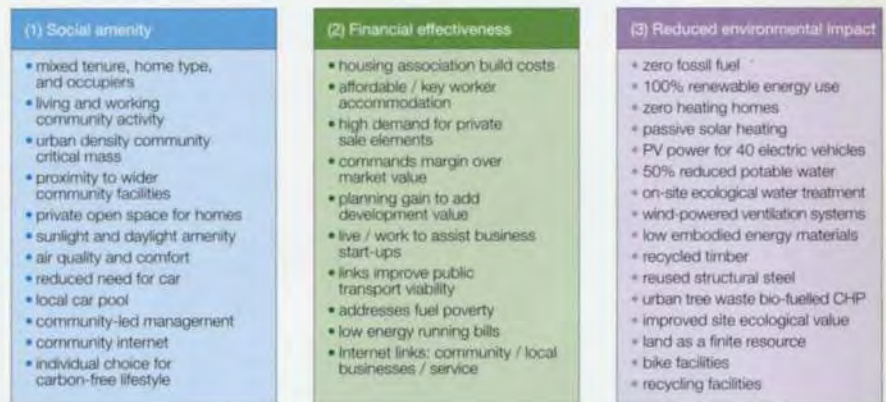 (1) Social amenity
• mixed tenure, home type,
and occupiers
• living and working
community activity
• urban density community
critical mass
• proximity to wider
community facilities
• private open space for homes
• sunlight and daylight amenity
• air quality and comfort
• reduced need for car
• local car pool
• community-led management
• community internet
• individual choice for
carbon-free lifestyle
(2) Financial effectiveness
• housing association build costs
• affordable / key worker
accommodation
• high demand for private
sale elements
• commands margin over
market value
• planning gain to add
development value
• live / work to assist business
start-ups
• links improve public
transport viability
• addresses fuel poverty
• low energy running bills
• Internet links: community / local
businesses / service
(3) Reduced environmental impact
• zero fossil fuel
• 100% renewable energy use
• zero heating homes
• passive solar heating
• PV power for 40 electric vehicles
• 50% reduced potable water
• on-site ecological water treatment
• wind-powered ventilation systems
• low embodied energy materials
• recycled timber
• reused structural steel
• urban tree waste bio-fuelled CHP
• improved site ecological value
• land as a finite resource
• bike facilities
• recycling facilities